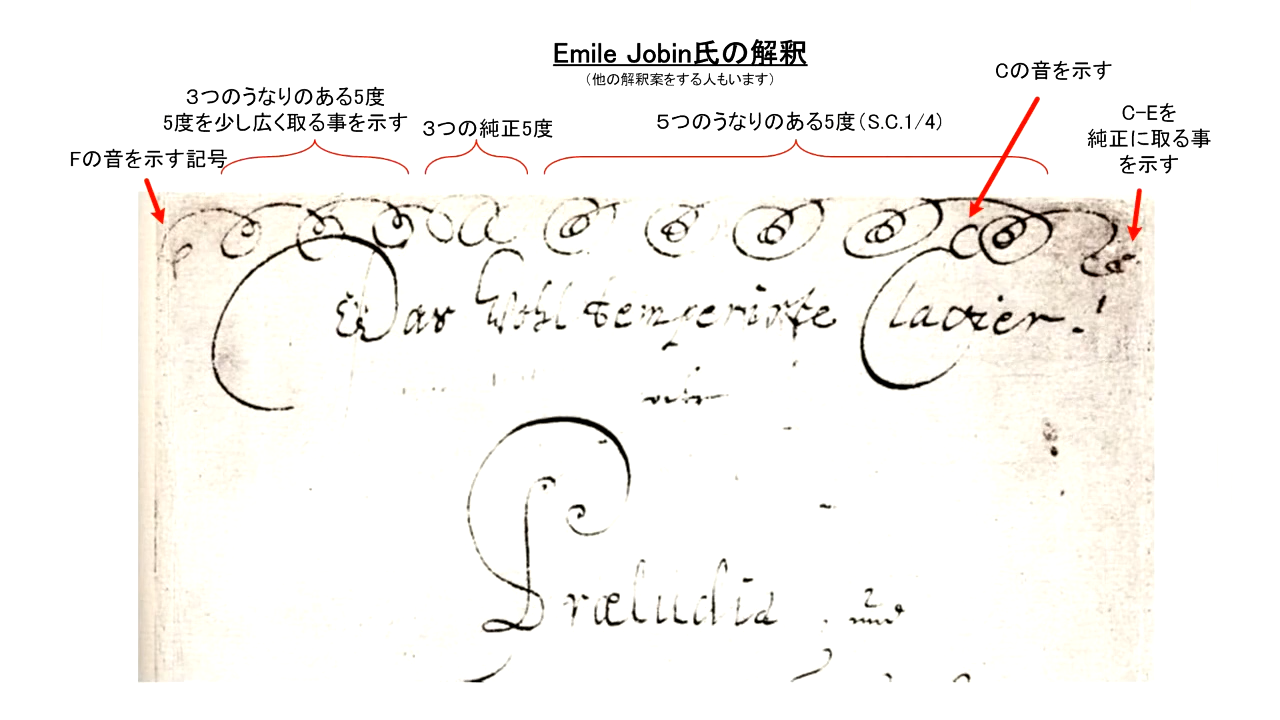 Emile Jobin氏の解釈
（他の解釈案をする人もいます）
Cの音を示す
３つのうなりのある5度
5度を少し広く取る事を示す
３つの純正5度
５つのうなりのある5度（S.C.1/4）
C-Eを
純正に取る事
を示す
Fの音を示す記号
C
Das Wohltemperirte Clavier.
oder
Præludia, und